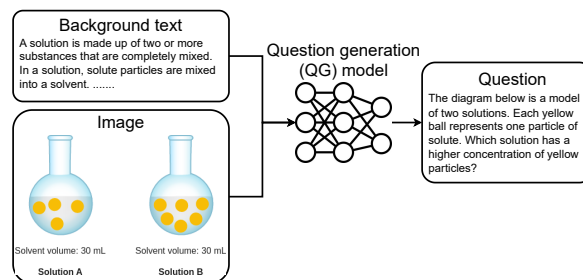 Background text
A solution is made up of two or more
substances that are completely mixed.
In a solution, solute particles are mixed
into a solvent. .......
Image
Solvent volume: 30 mL
Solvent volume: 30 mL
Solution A
Solution B
Question generation
(QG) model
Question
The diagram below is a model
of two solutions. Each yellow
ball represents one particle of
solute. Which solution has a
higher concentration of yellow
particles?